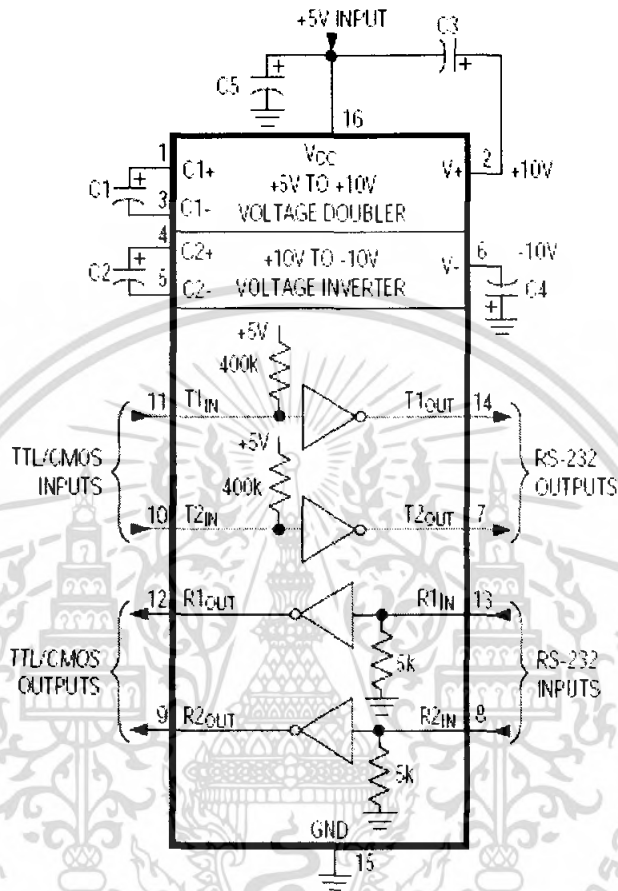 +5V INPUT
C3
+
+
C5
16
1
VCC
2
+
C1+
+5V TO +10V
V+
+10V
C1
3
C1-
VOLTAGE DOUBLER
4
+
C2+
+10V TO -10V
6
-10V
C2
5
C2-
VOLTAGE INVERTER
V-
C4
+
+5V
400k
11
T1IN
T1OUT
14
TTL/CMOS
INPUTS
+5V
400k
RS-232
OUTPUTS
10
T2IN
T2OUT
7
12
R1OUT
R1IN
13
TTL/CMOS
OUTPUTS
5k
RS-232
INPUTS
9
R2OUT
R2IN
8
5k
GND
15